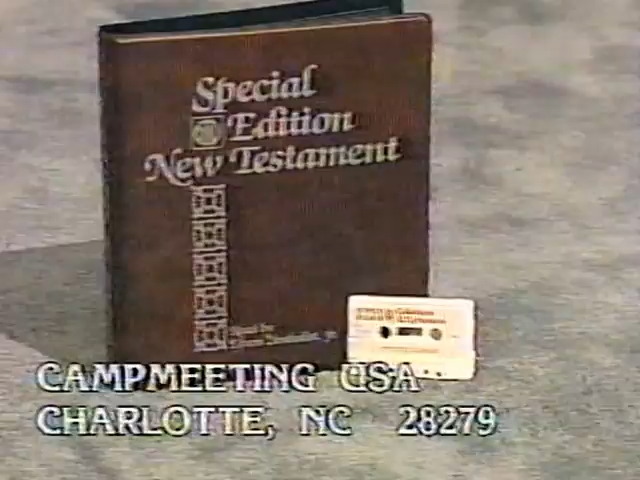 Special
Edition
New Testament
CAMPMEETING USA
CHARLOTTE, NC 28279